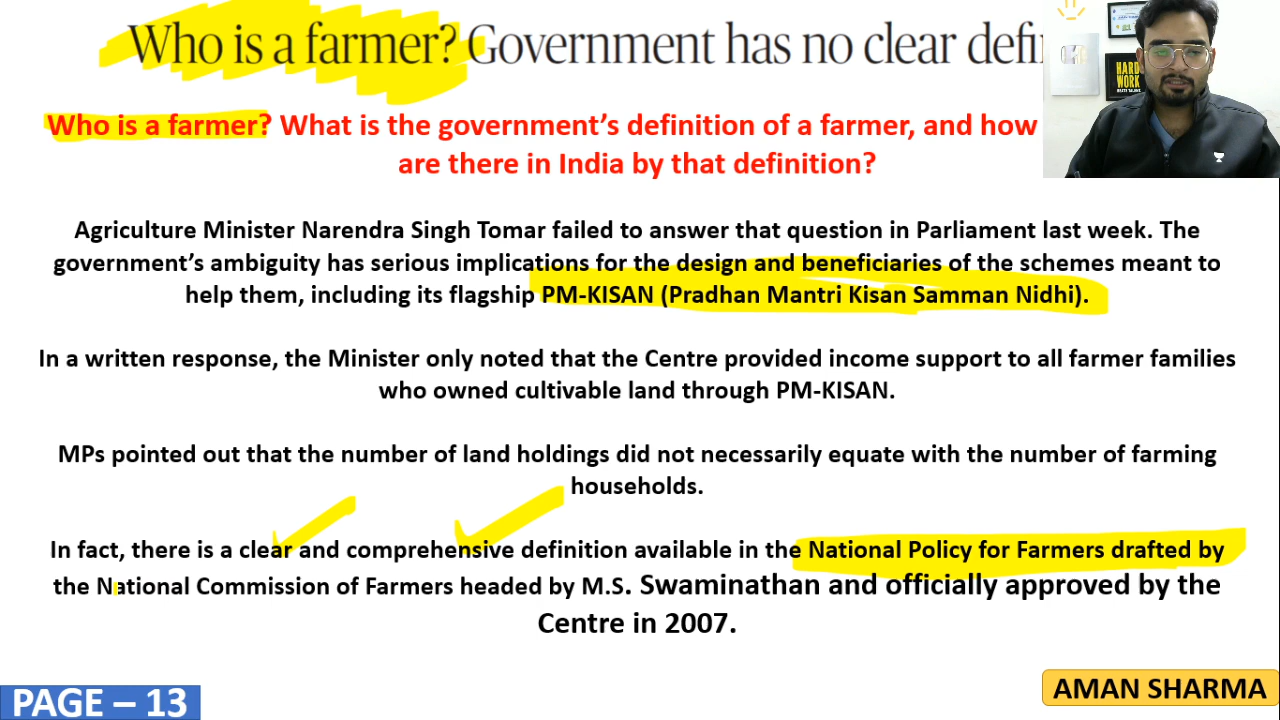 Who is a farmer? Government has no clear defi
Who is a farmer? What is the government's definition of a farmer, and how
are there in India by that definition?
HARD
WORK
Agriculture Minister Narendra Singh Tomar failed to answer that question in Parliament last week. The
government's ambiguity has serious implications for the design and beneficiaries of the schemes meant to
help them, including its flagship PM-KISAN (Pradhan Mantri Kisan Samman Nidhi).
In a written response, the Minister only noted that the Centre provided income support to all farmer families
who owned cultivable land through PM-KISAN.
MPs pointed out that the number of land holdings did not necessarily equate with the number of farming
households.
In fact, there is a clear and comprehensive definition available in the National Policy for Farmers drafted by
the National Commission of Farmers headed by M.S. Swaminathan and officially approved by the
Centre in 2007.
PAGE – 13
AMAN SHARMA